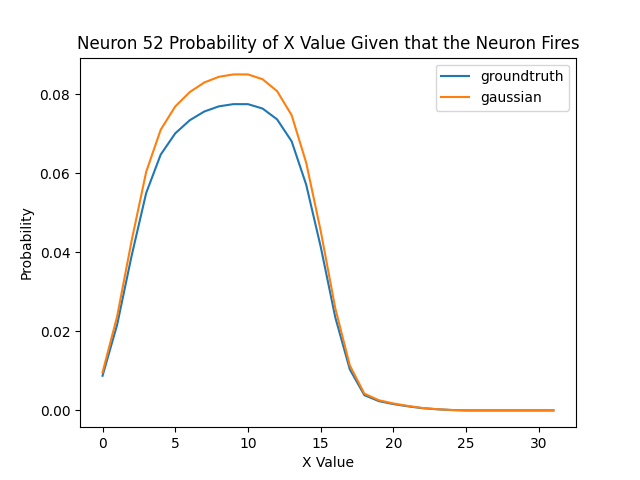 Neuron 52 Probability of X Value Given that the Neuron Fires
groundtruth
gaussian
Probability
0.08
0.06
0.04
0.02
0.00
0 5 10 15 20 25 30
X Value